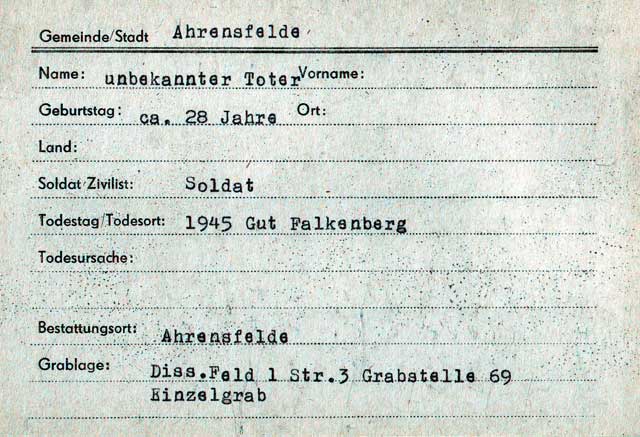 Gemeinde/Stadt Ahrensfelde
Name: unbekannter Toter Vorname:
Geburtstag: ca. 28 Jahre Ort:
Land:
Soldat/Zivilist: Soldat
Todestag/Todesort: 1945 Gut Falkenberg
Todesursache:
Bestattungsort: Ahrensfelde
Grablage: Diss.Feld 1 Str.3 Grabstelle 69
Einzelgrab